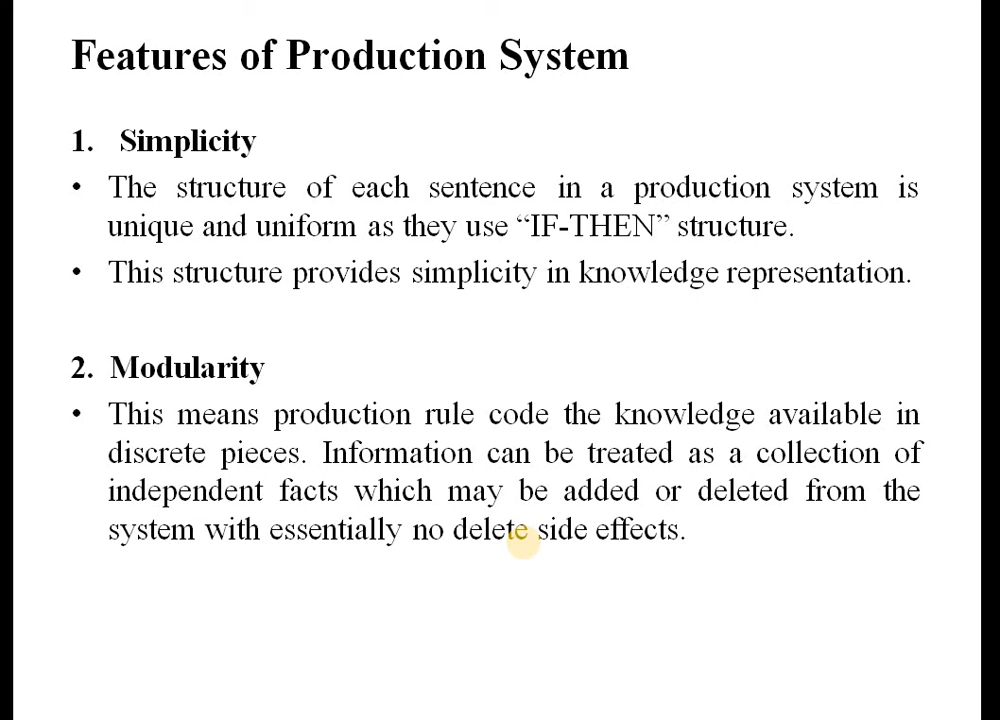 Features of Production System
1. Simplicity
• The structure of each sentence in a production system is
unique and uniform as they use “IF-THEN” structure.
• This structure provides simplicity in knowledge representation.
2. Modularity
• This means production rule code the knowledge available in
discrete pieces. Information can be treated as a collection of
independent facts which may be added or deleted from the
system with essentially no delete side effects.